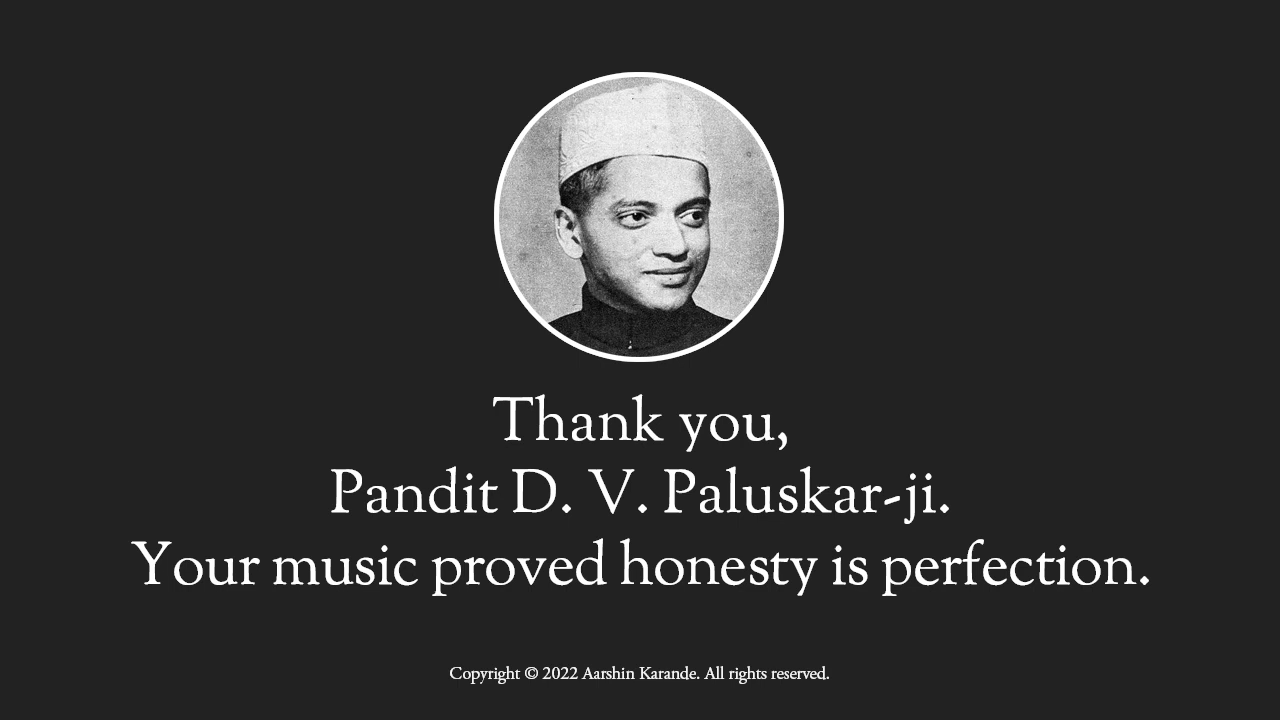 Thank you,
Pandit D. V. Paluskar-ji.
Your music proved honesty is perfection.
Copyright © 2022 Aarshin Karande. All rights reserved.